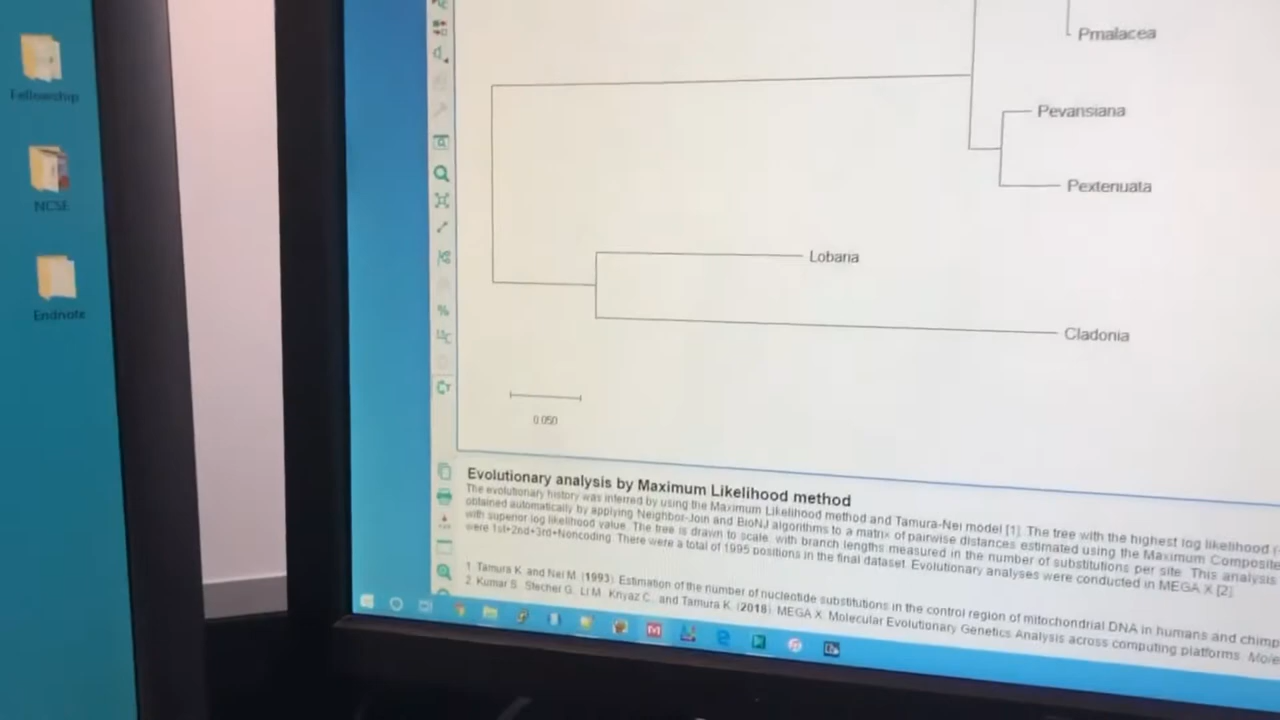 Fellowship
NCSE
Endnote
Pmalacea
Pevansiana
Pextenuata
Lobaria
Cladonia
0.050
Evolutionary analysis by Maximum Likelihood method
The evolutionary history was inferred by using the Maximum Likelihood method and Tamura-Nei model [1]. The tree with the highest log likelihood (
obtained automatically by applying Neighbor-Join and BioNJ algorithms to a matrix of pairwise distances estimated using the Maximum Composite
with superior log likelihood value. The tree is drawn to scale, with branch lengths measured in the number of substitutions per site. This analysis
were 1st+2nd+3rd+Noncoding. There were a total of 1995 positions in the final dataset. Evolutionary analyses were conducted in MEGA X [2].
1. Tamura K. and Nei M. (1993). Estimation of the number of nucleotide substitutions in the control region of mitochondrial DNA in humans and chimp
2. Kumar S., Stecher G., Li M., Knyaz C., and Tamura K. (2018). MEGA X: Molecular Evolutionary Genetics Analysis across computing platforms. Mole